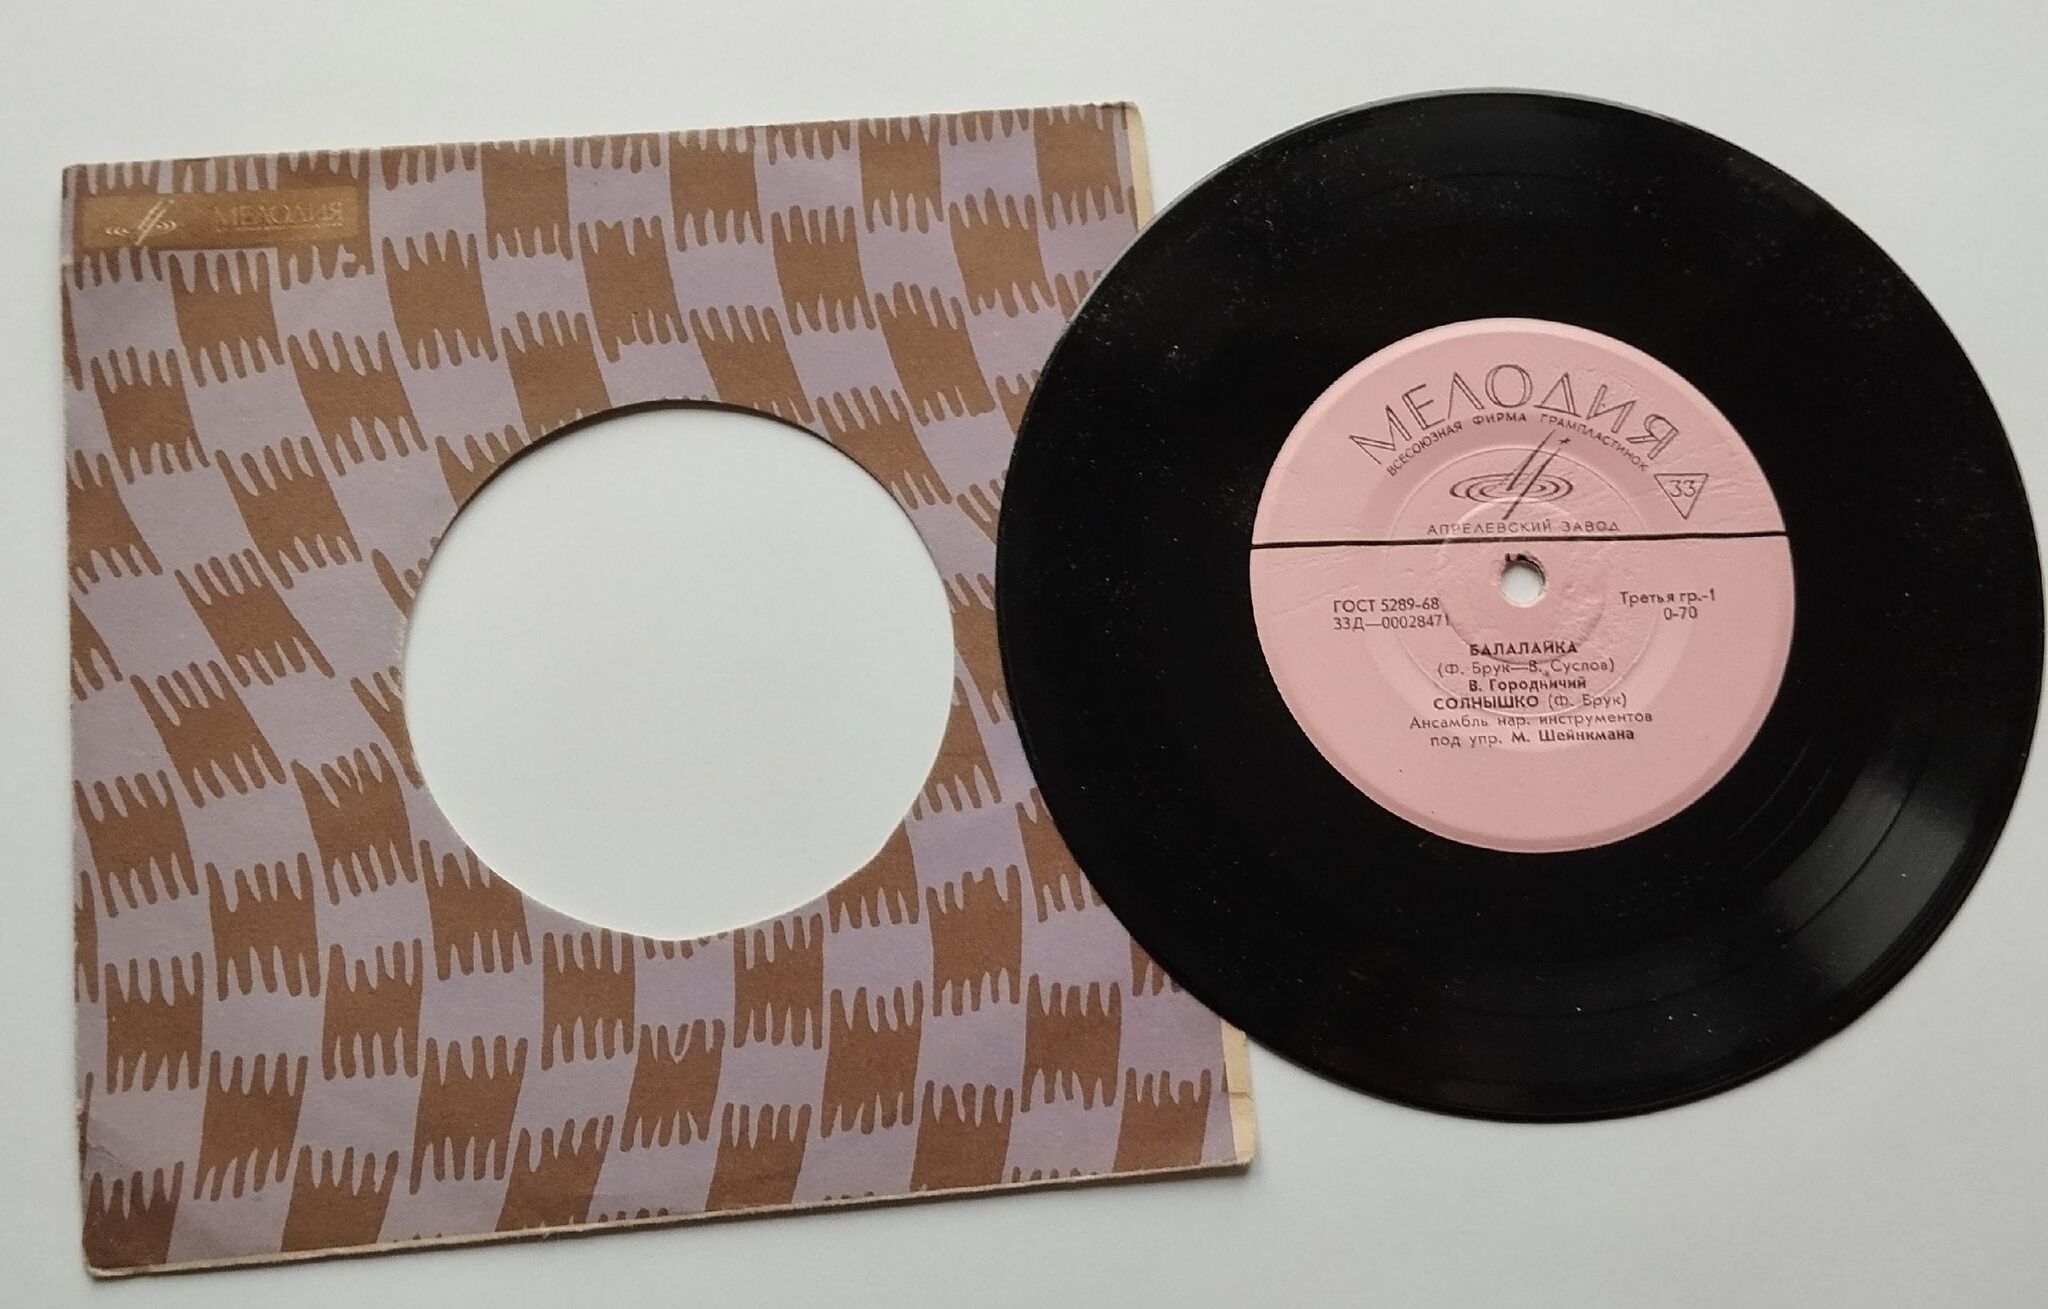 МЕЛОДИЯ
МЕЛОДИЯ
ВСЕСОЮЗНАЯ ФИРМА ГРАМПЛАСТИНОК
33
АПРЕЛЕВСКИЙ ЗАВОД
ГОСТ 5289-68
33Д—00028471
Третья гр.-1
0-70
БАЛАЛАЙКА
(Ф. Брук—В. Суслов)
В. Городничий
СОЛНЫШКО (Ф. Брук)
Ансамбль нар. инструментов
под упр. М. Шейнкмана